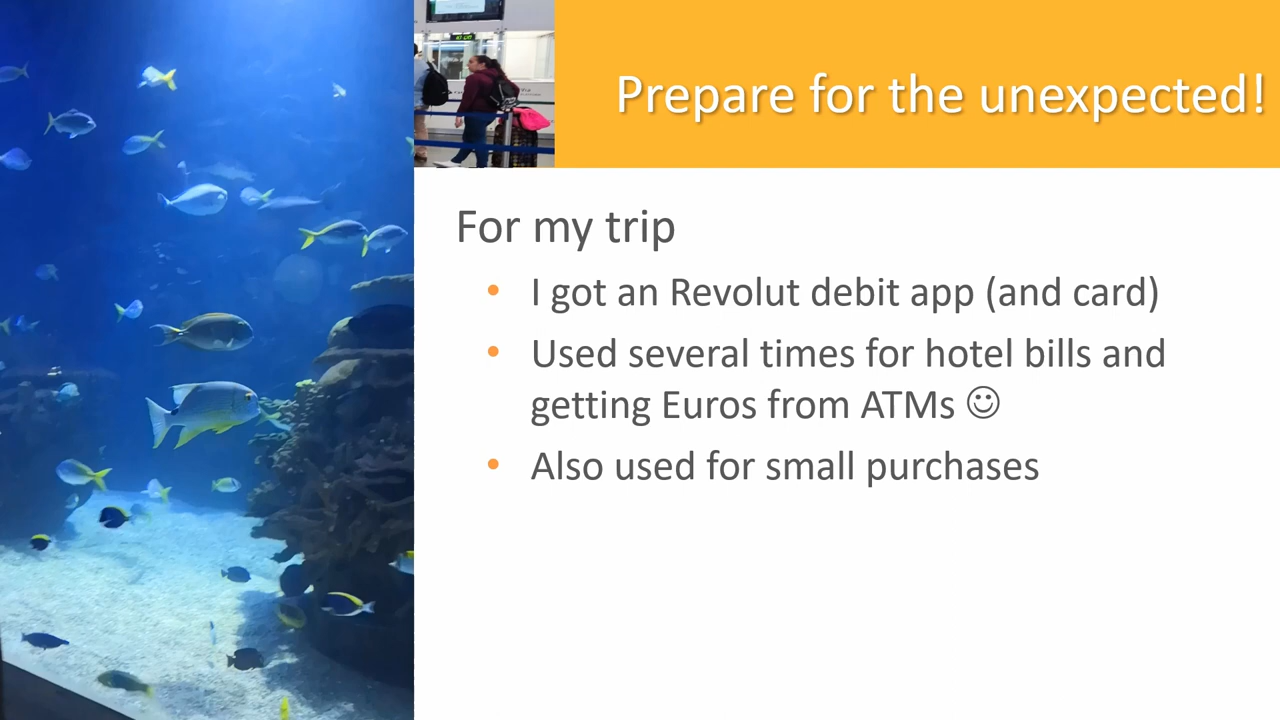 Prepare for the unexpected!
For my trip
• I got an Revolut debit app (and card)
• Used several times for hotel bills and
getting Euros from ATMs ☺
• Also used for small purchases